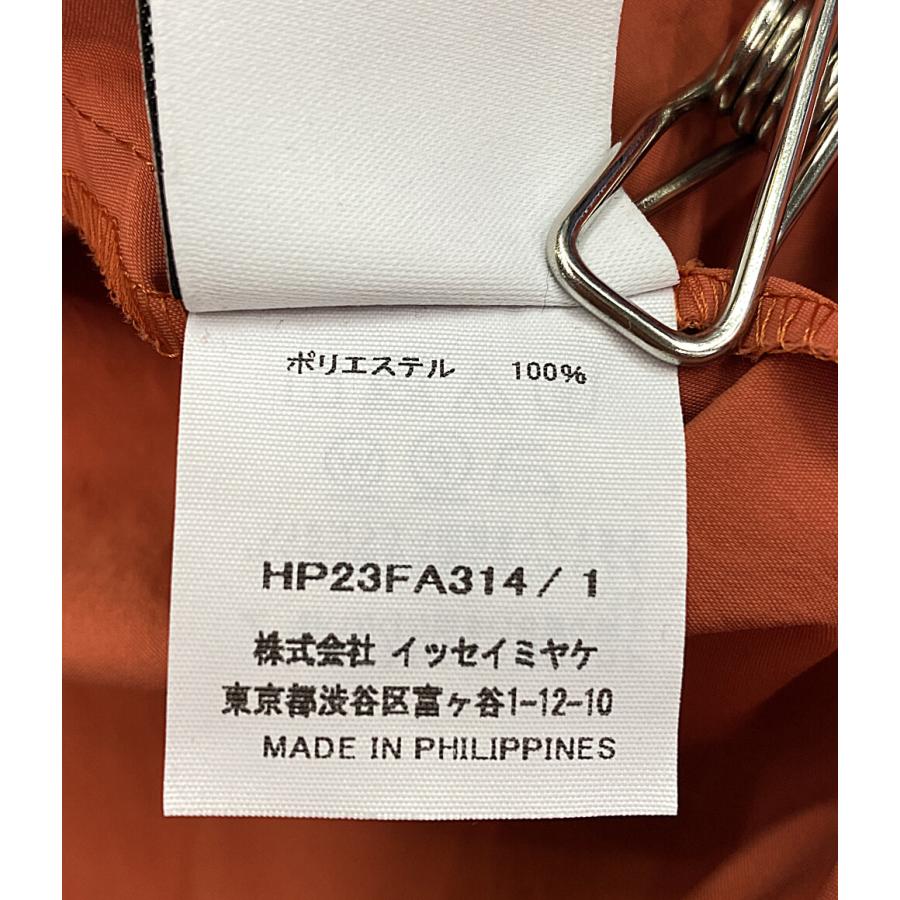 ポリエステル 100%
HP23FA314 / 1
株式会社 イッセイミヤケ
東京都渋谷区富ヶ谷1-12-10
MADE IN PHILIPPINES